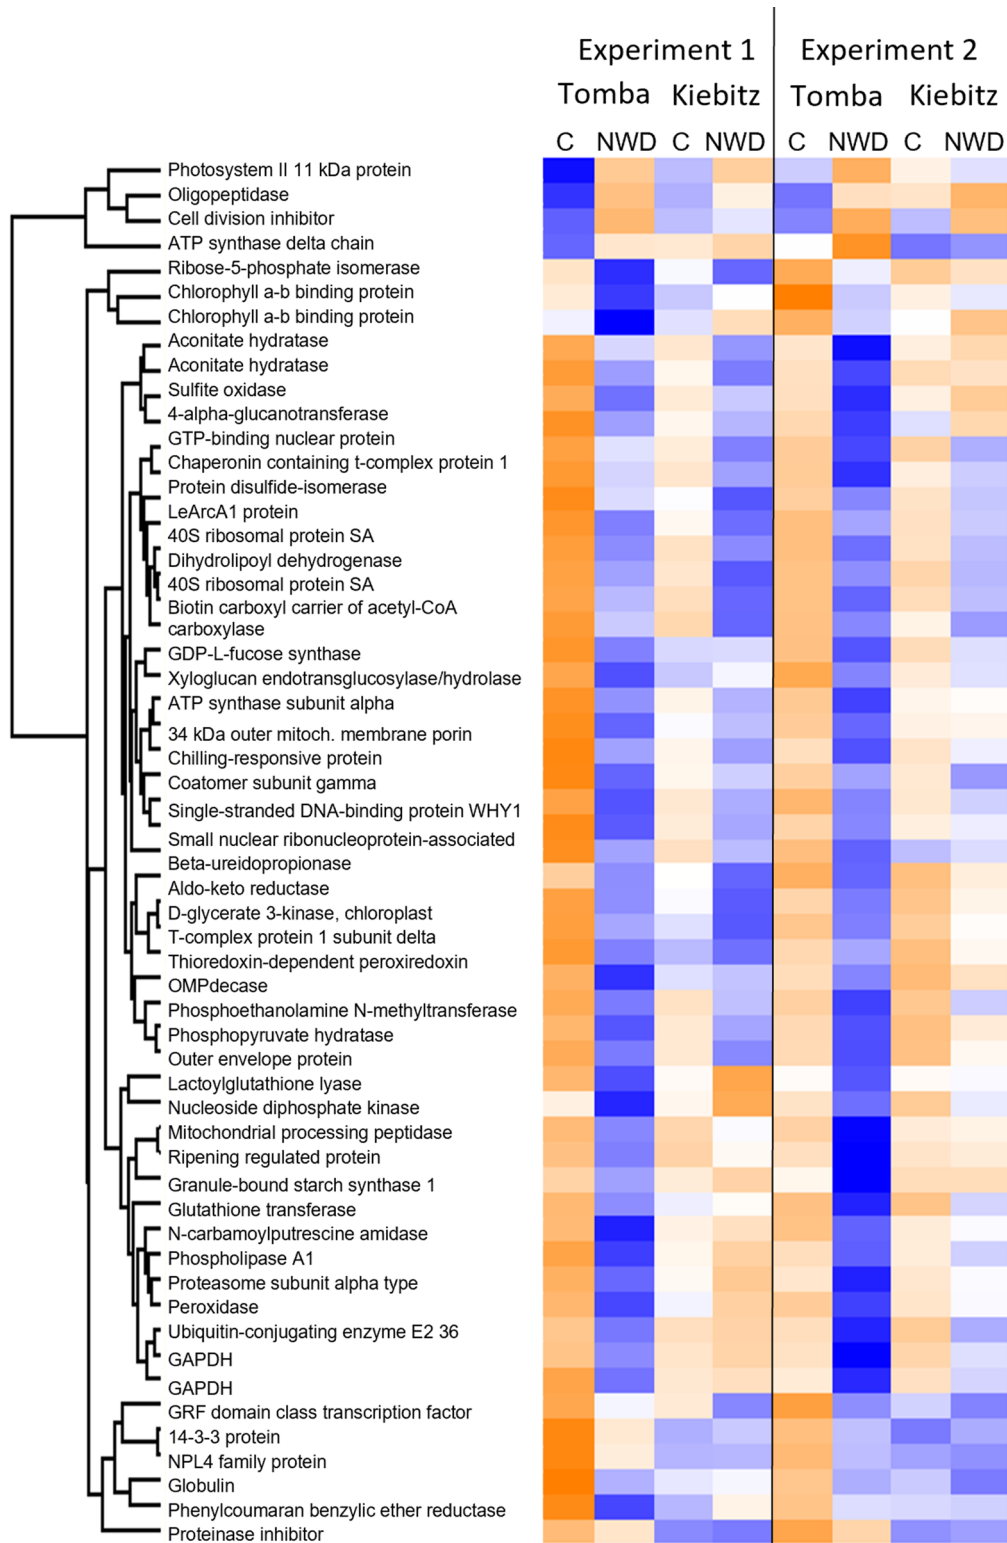 Experiment 1 Experiment 2
Tomba Kiebitz Tomba Kiebitz
C NWD C NWD C NWD C NWD
Photosystem II 11 kDa protein
Oligopeptidase
Cell division inhibitor
ATP synthase delta chain
Ribose-5-phosphate isomerase
Chlorophyll a-b binding protein
Chlorophyll a-b binding protein
Aconitate hydratase
Aconitate hydratase
Sulfite oxidase
4-alpha-glucanotransferase
GTP-binding nuclear protein
Chaperonin containing t-complex protein 1
Protein disulfide-isomerase
LeArcA1 protein
40S ribosomal protein SA
Dihydrolipoyl dehydrogenase
40S ribosomal protein SA
Biotin carboxyl carrier of acetyl-CoA
carboxylase
GDP-L-fucose synthase
Xyloglucan endotransglucosylase/hydrolase
ATP synthase subunit alpha
34 kDa outer mitoch. membrane porin
Chilling-responsive protein
Coatomer subunit gamma
Single-stranded DNA-binding protein WHY1
Small nuclear ribonucleoprotein-associated
Beta-ureidopropionase
Aldo-keto reductase
D-glycerate 3-kinase, chloroplast
T-complex protein 1 subunit delta
Thioredoxin-dependent peroxiredoxin
OMPdecase
Phosphoethanolamine N-methyltransferase
Phosphopyruvate hydratase
Outer envelope protein
Lactoylglutathione lyase
Nucleoside diphosphate kinase
Mitochondrial processing peptidase
Ripening regulated protein
Granule-bound starch synthase 1
Glutathione transferase
N-carbamoylputrescine amidase
Phospholipase A1
Proteasome subunit alpha type
Peroxidase
Ubiquitin-conjugating enzyme E2 36
GAPDH
GAPDH
GRF domain class transcription factor
14-3-3 protein
NPL4 family protein
Globulin
Phenylcoumaran benzylic ether reductase
Proteinase inhibitor